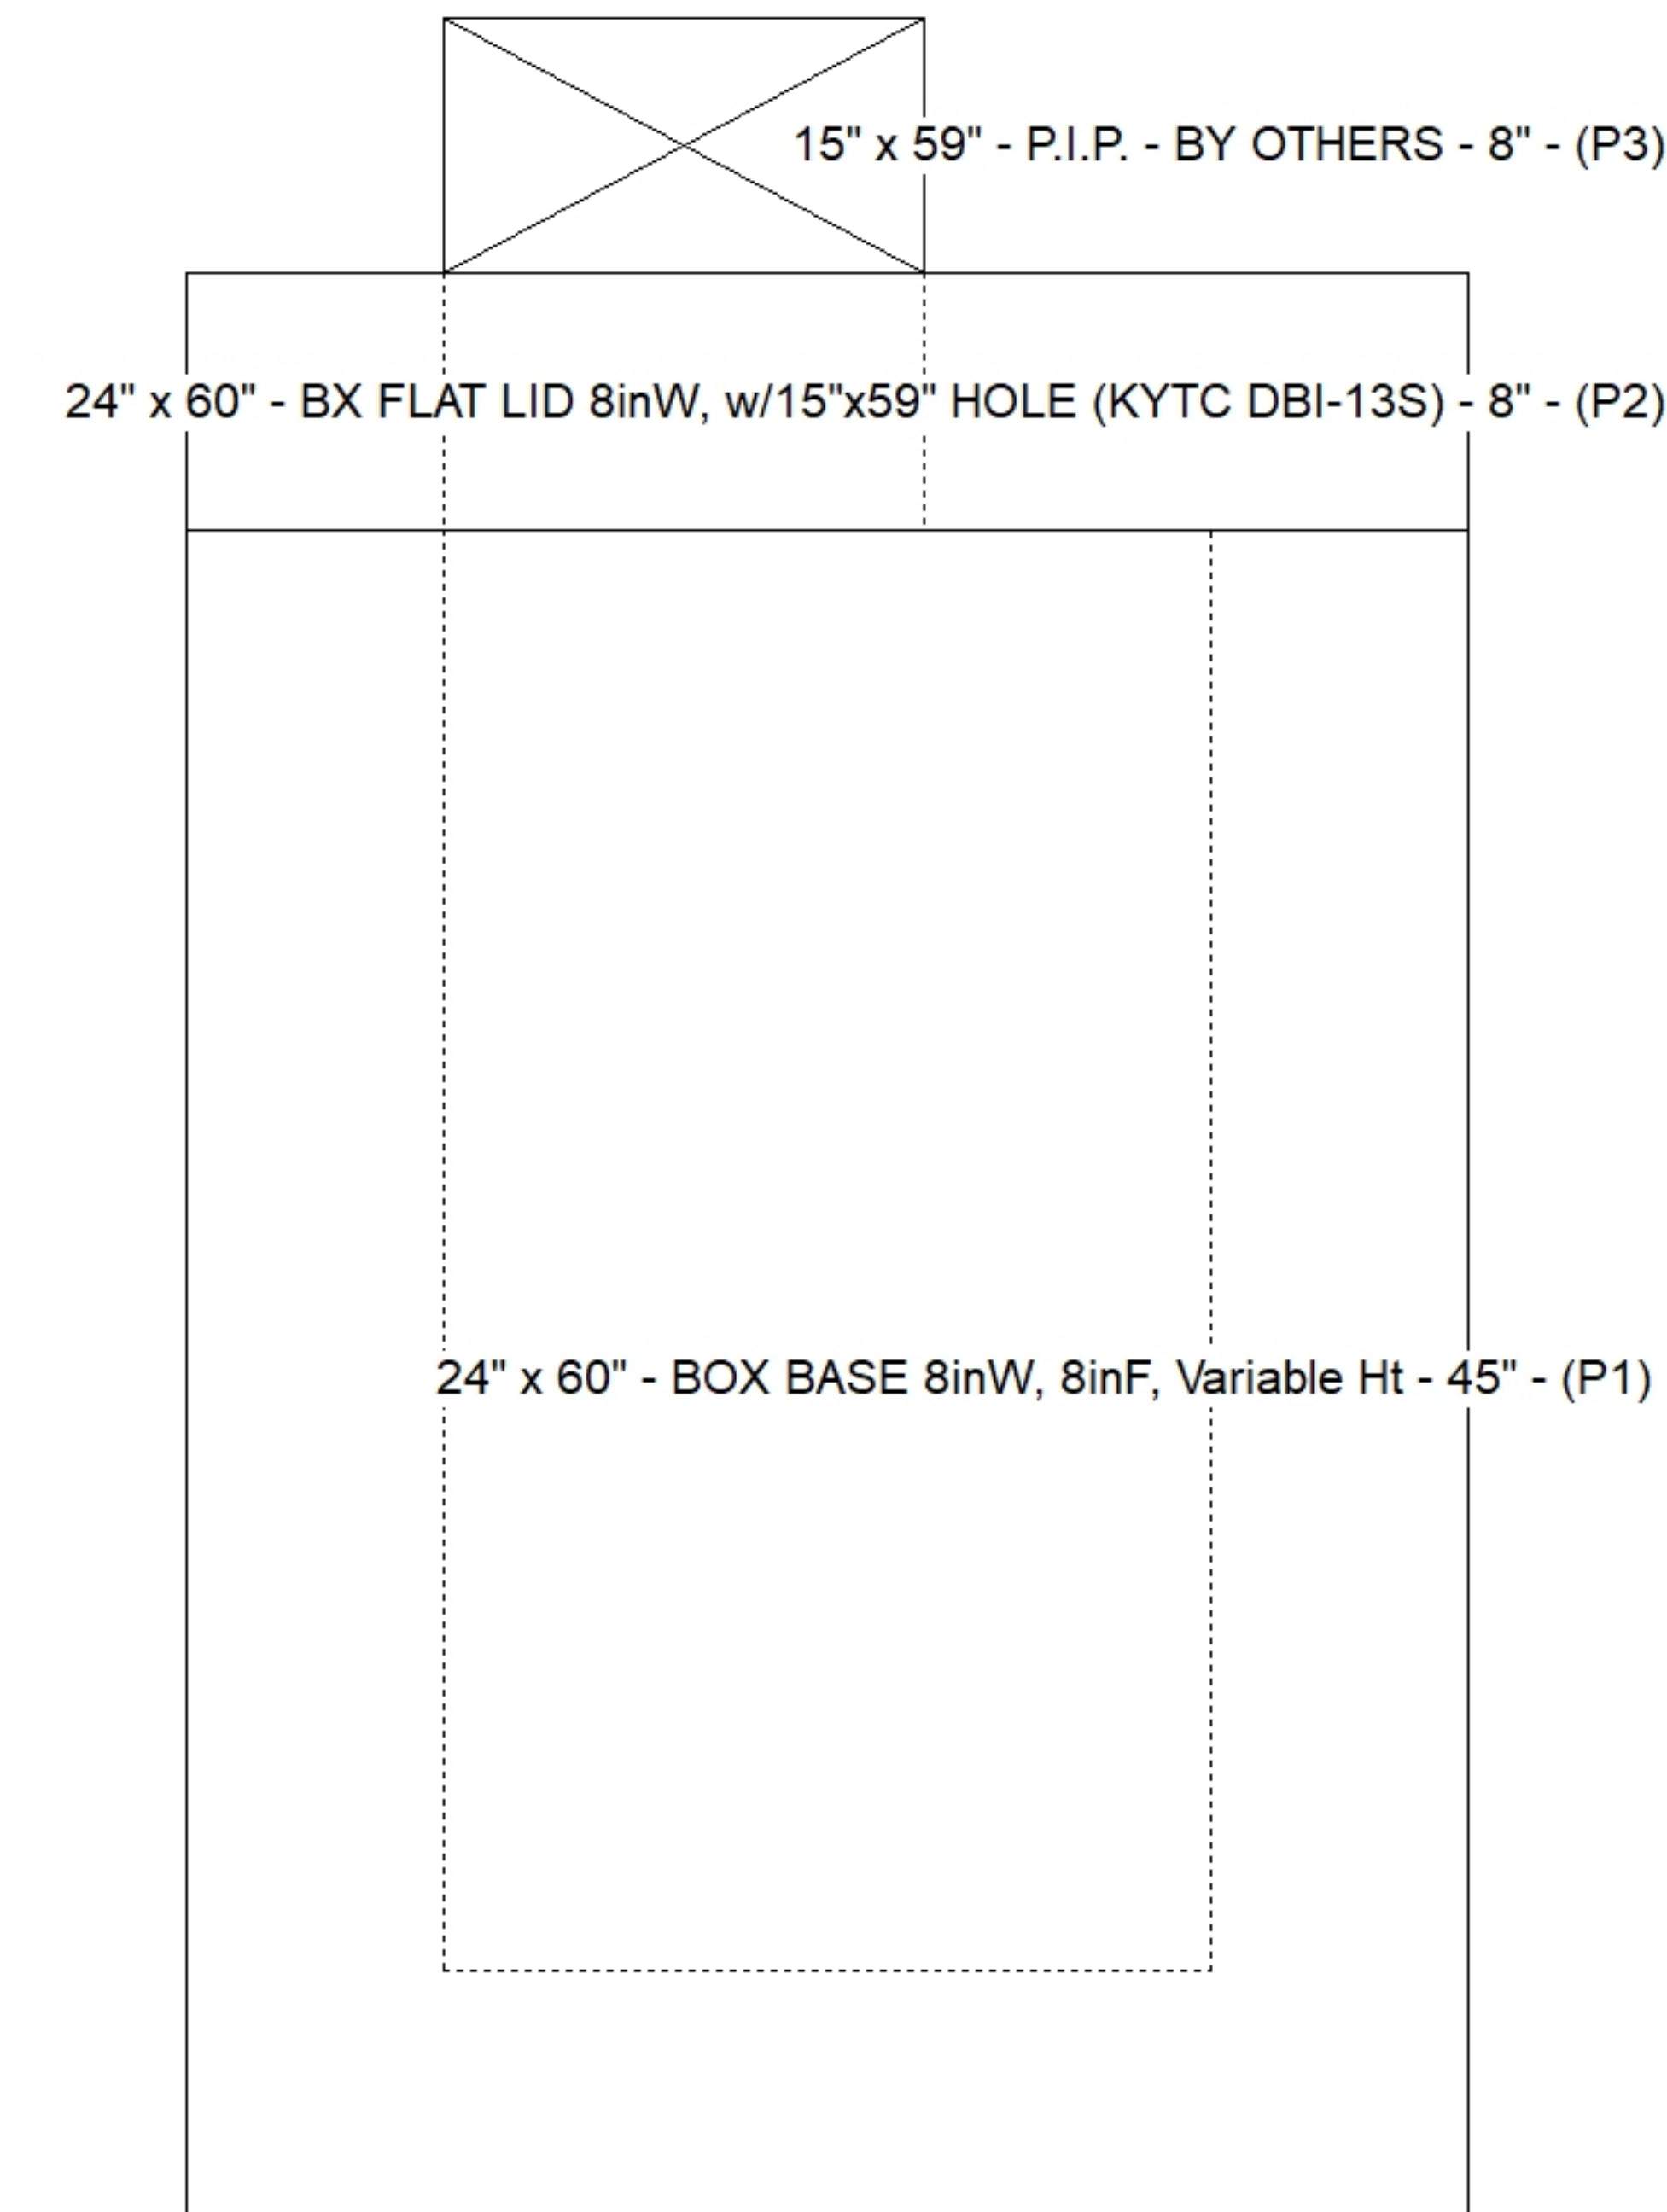 15" x 59" - P.I.P. - BY OTHERS - 8" - (P3)
24" x 60" - BX FLAT LID 8inW, w/15"x59" HOLE (KYTC DBI-13S) - 8" - (P2)
24" x 60" - BOX BASE 8inW, 8inF, Variable Ht - 45" - (P1)